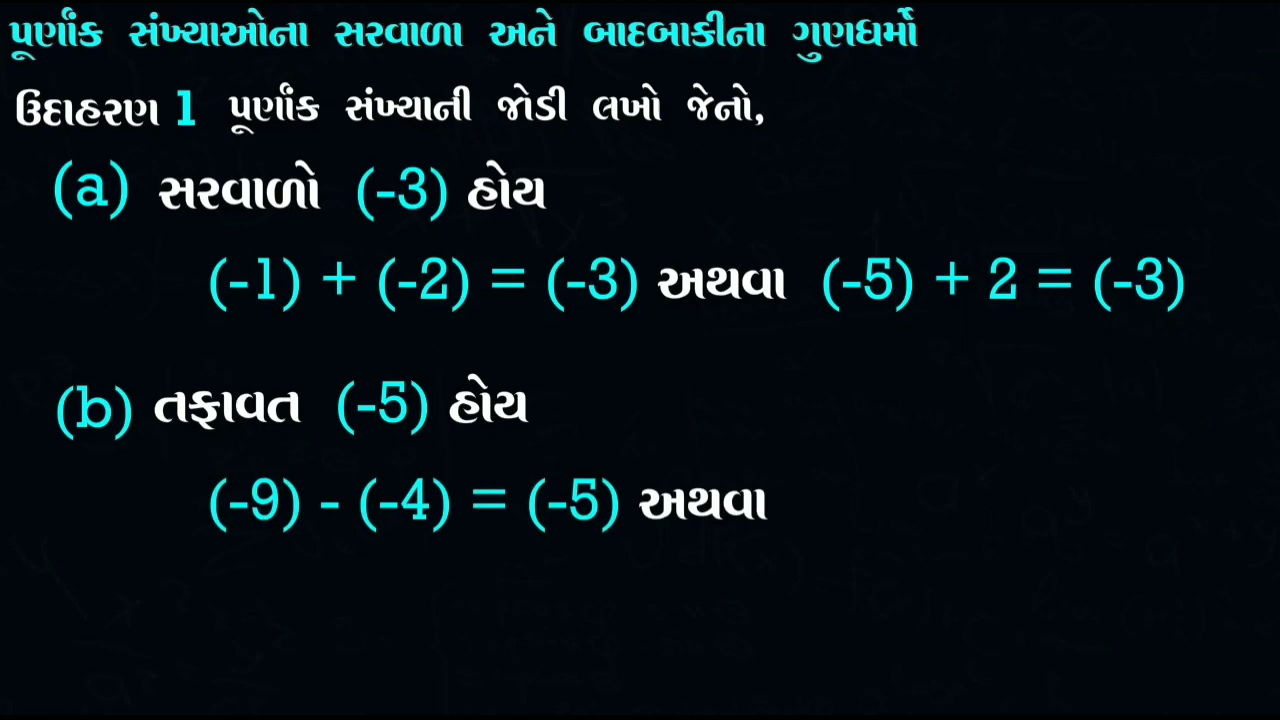 પૂર્ણાંક સંખ્યાઓના સરવાળા અને બાદબાકીના ગુણધર્મો
ઉદાહરણ 1 પૂર્ણાંક સંખ્યાની જોડી લખો જેનો,
(a) સરવાળો (-3) હોય
(-1) + (-2) = (-3) અથવા (-5) + 2 = (-3)
(b) તફાવત (-5) હોય
(-9) - (-4) = (-5) અથવા